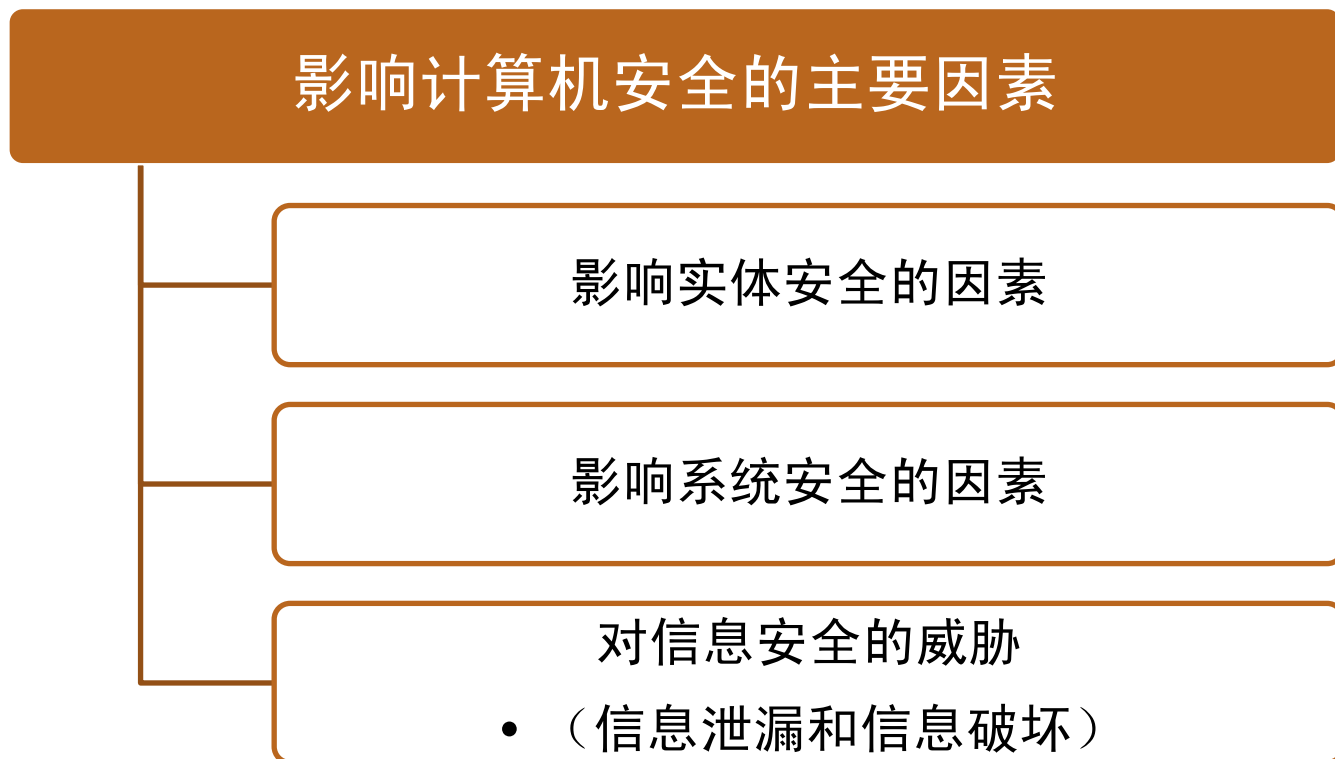 影响计算机安全的主要因素
影响实体安全的因素
影响系统安全的因素
对信息安全的威胁
• （信息泄漏和信息破坏）